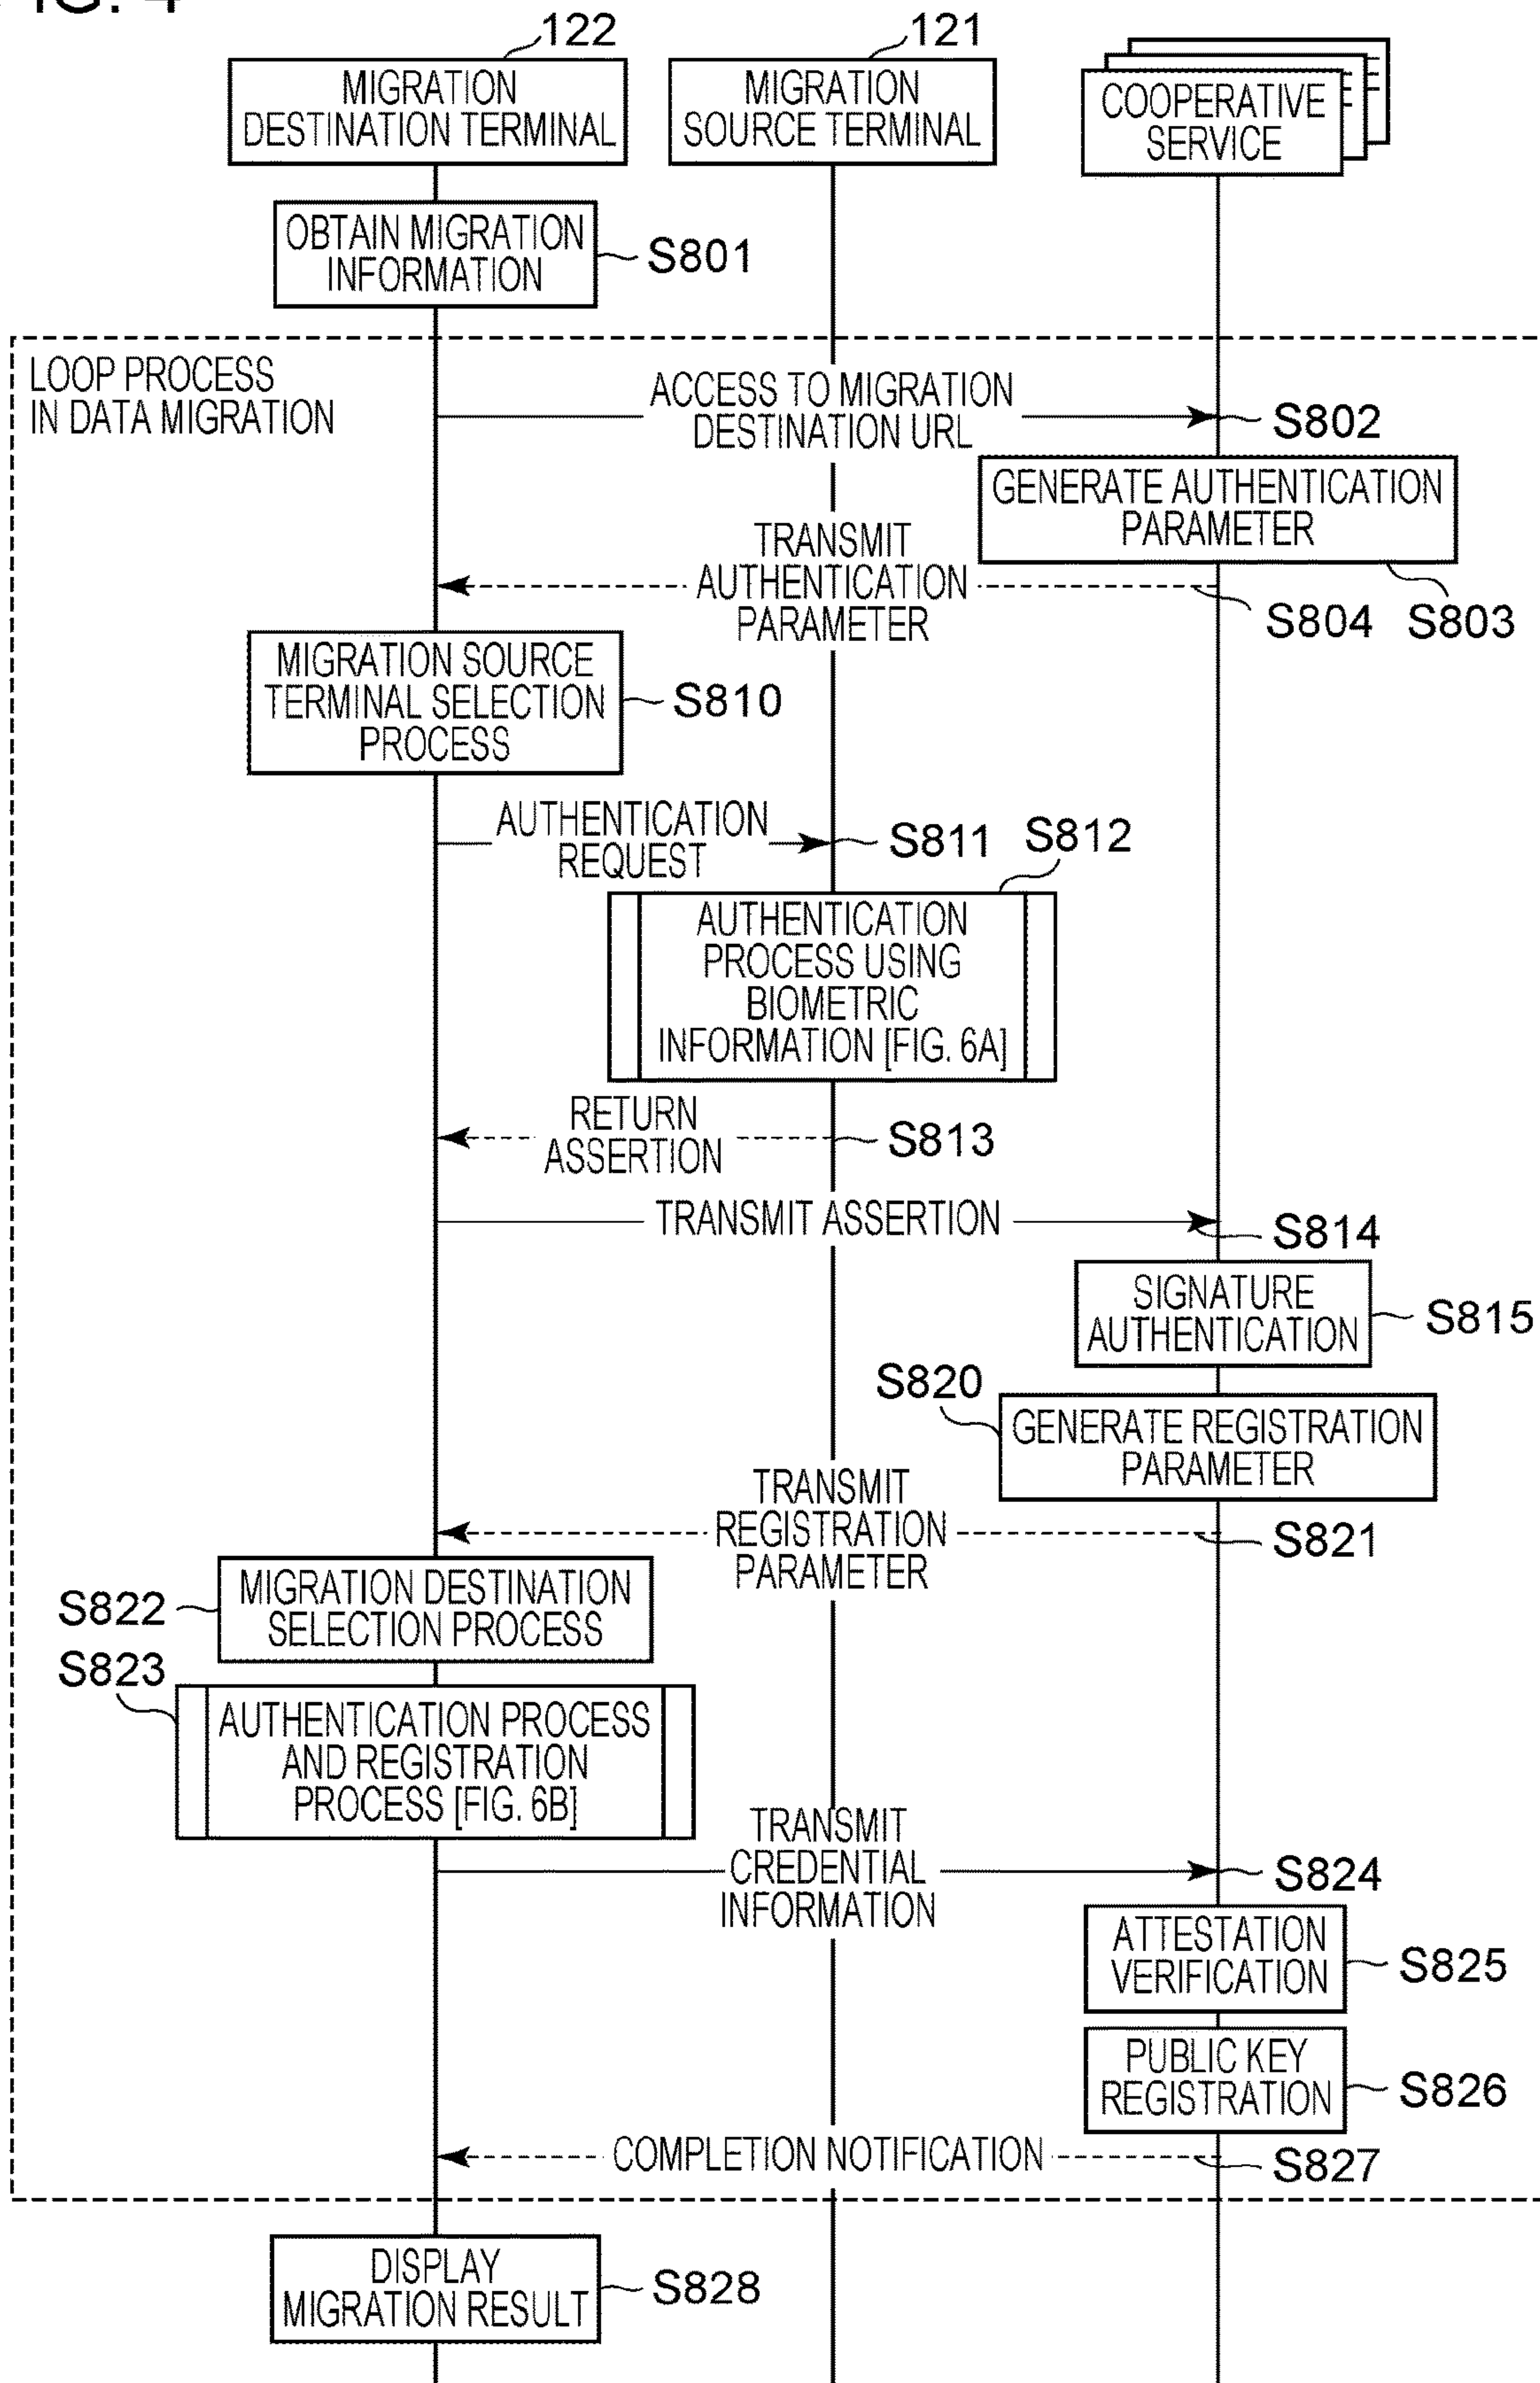 FIG. 4
122
121
MIGRATION
DESTINATION TERMINAL
MIGRATION
SOURCE TERMINAL
COOPERATIVE
SERVICE
OBTAIN MIGRATION
INFORMATION
S801
LOOP PROCESS
IN DATA MIGRATION
ACCESS TO MIGRATION
DESTINATION URL
S802
GENERATE AUTHENTICATION
PARAMETER
S803
TRANSMIT
AUTHENTICATION
PARAMETER
S804
MIGRATION SOURCE
TERMINAL SELECTION
PROCESS
S810
AUTHENTICATION
REQUEST
S811
S812
AUTHENTICATION
PROCESS USING
BIOMETRIC
INFORMATION [FIG. 6A]
RETURN
ASSERTION
S813
TRANSMIT ASSERTION
S814
SIGNATURE
AUTHENTICATION
S815
S820
GENERATE REGISTRATION
PARAMETER
TRANSMIT
REGISTRATION
PARAMETER
S821
S822
MIGRATION DESTINATION
SELECTION PROCESS
S823
AUTHENTICATION PROCESS
AND REGISTRATION
PROCESS [FIG. 6B]
TRANSMIT
CREDENTIAL
INFORMATION
S824
ATTESTATION
VERIFICATION
S825
PUBLIC KEY
REGISTRATION
S826
COMPLETION NOTIFICATION
S827
DISPLAY
MIGRATION RESULT
S828